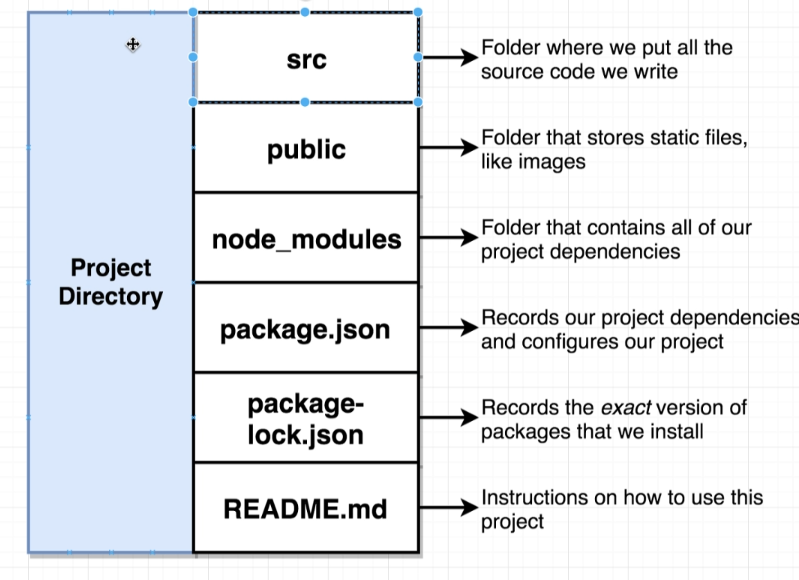 Project
Directory
src
Folder where we put all the
source code we write
public
Folder that stores static files,
like images
node_modules
Folder that contains all of our
project dependencies
package.json
Records our project dependencies
and configures our project
package-
lock.json
Records the exact version of
packages that we install
README.md
Instructions on how to use this
project